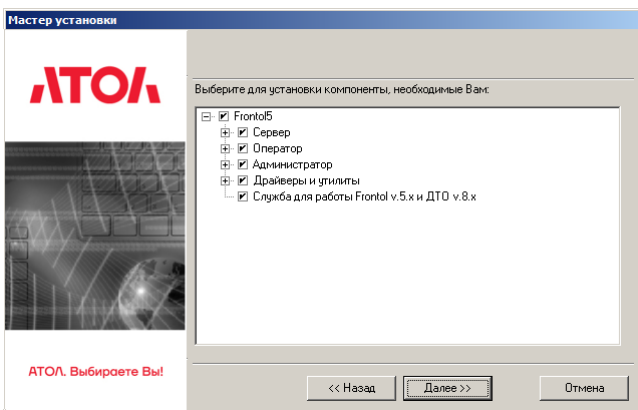 Мастер установки
АТОЛ
Выберите для установки компоненты, необходимые Вам:
Frontol5
Сервер
Оператор
Администратор
Драйверы и утилиты
Служба для работы Frontol v.5.x и ДТО v.8.x
АТОЛ. Выбираете Вы!
<< Назад
Далее >>
Отмена